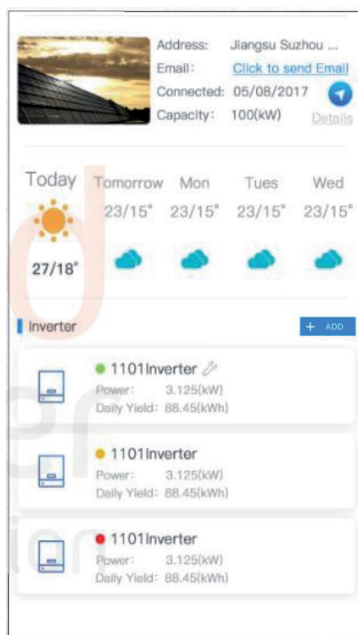 Address: Jiangsu Suzhou ...
Email: Click to send Email
Connected: 05/08/2017
Capacity: 100(kW) Details
Today Tomorrow Mon Tues Wed
23/15° 23/15° 23/15° 23/15°
27/18°
Inverter + ADD
1101Inverter
Power: 3.125(kW)
Daily Yield: 88.45(kWh)
1101Inverter
Power: 3.125(kW)
Daily Yield: 88.45(kWh)
1101Inverter
Power: 3.125(kW)
Daily Yield: 88.45(kWh)